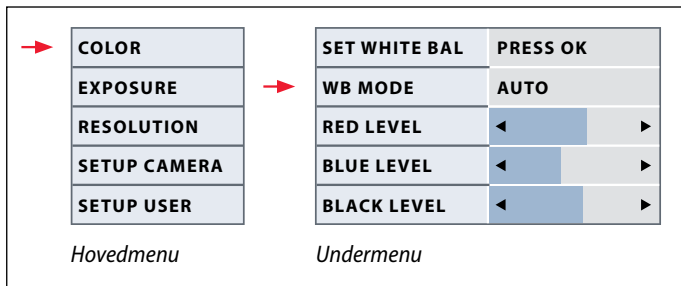 COLOR
EXPOSURE
RESOLUTION
SETUP CAMERA
SETUP USER
Hovedmenu
SET WHITE BAL PRESS OK
WB MODE AUTO
RED LEVEL
BLUE LEVEL
BLACK LEVEL
Undermenu